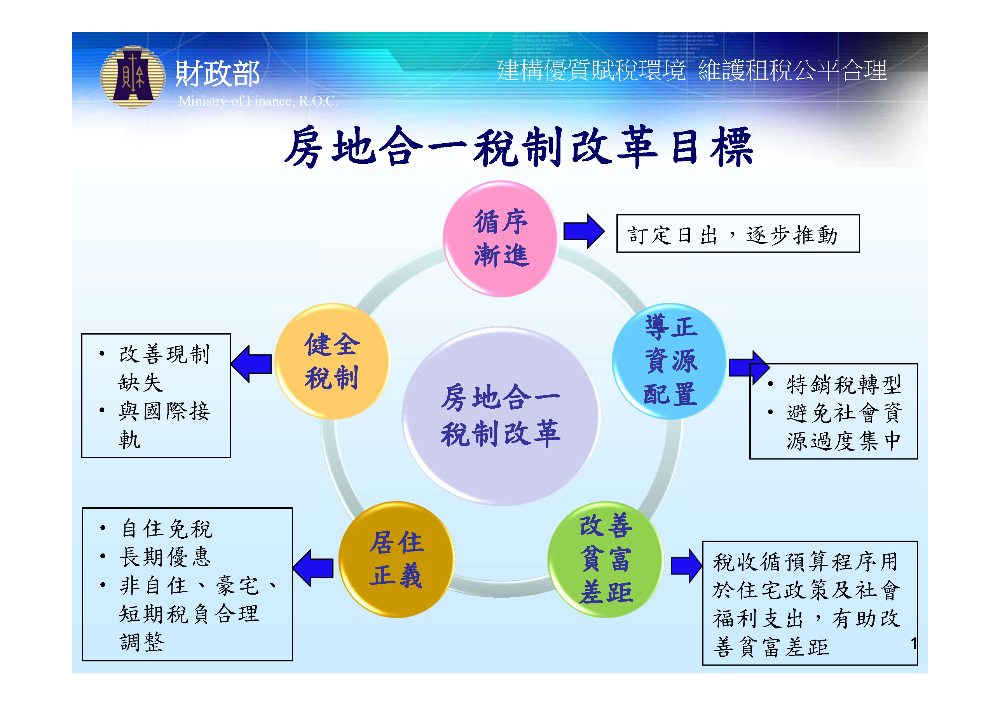 財政部
Ministry of Finance, R.O.C.
建構優質賦稅環境 維護租稅公平合理
房地合一稅制改革目標
循序
漸進
訂定日出，逐步推動
導正
資源
配置
• 特銷稅轉型
• 避免社會資
源過度集中
健全
稅制
• 改善現制
缺失
• 與國際接
軌
房地合一
稅制改革
居住
正義
• 自住免稅
• 長期優惠
• 非自住、豪宅、
短期稅負合理
調整
改善
貧富
差距
稅收循預算程序用
於住宅政策及社會
福利支出，有助改
善貧富差距
1